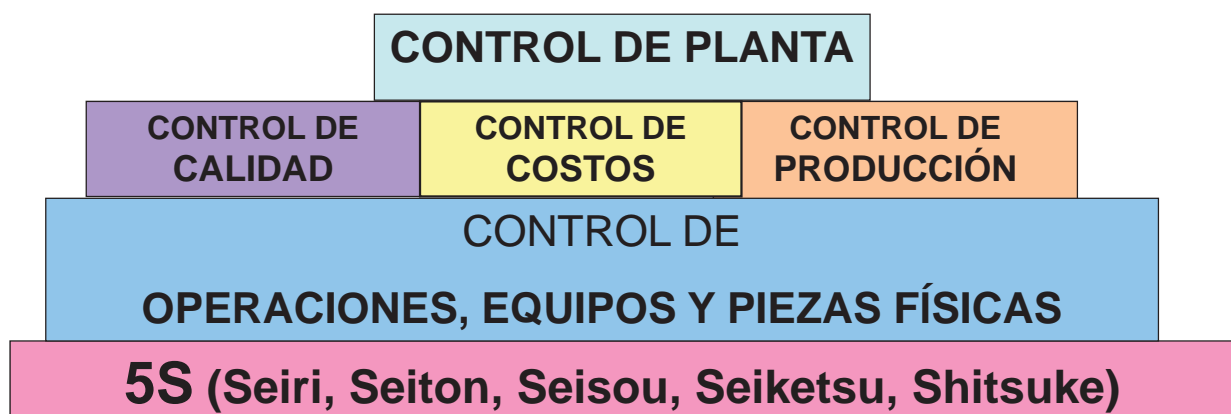 CONTROL DE PLANTA
CONTROL DE
CALIDAD
CONTROL DE
COSTOS
CONTROL DE
PRODUCCIÓN
CONTROL DE
OPERACIONES, EQUIPOS Y PIEZAS FÍSICAS
5S (Seiri, Seiton, Seisou, Seiketsu, Shitsuke)